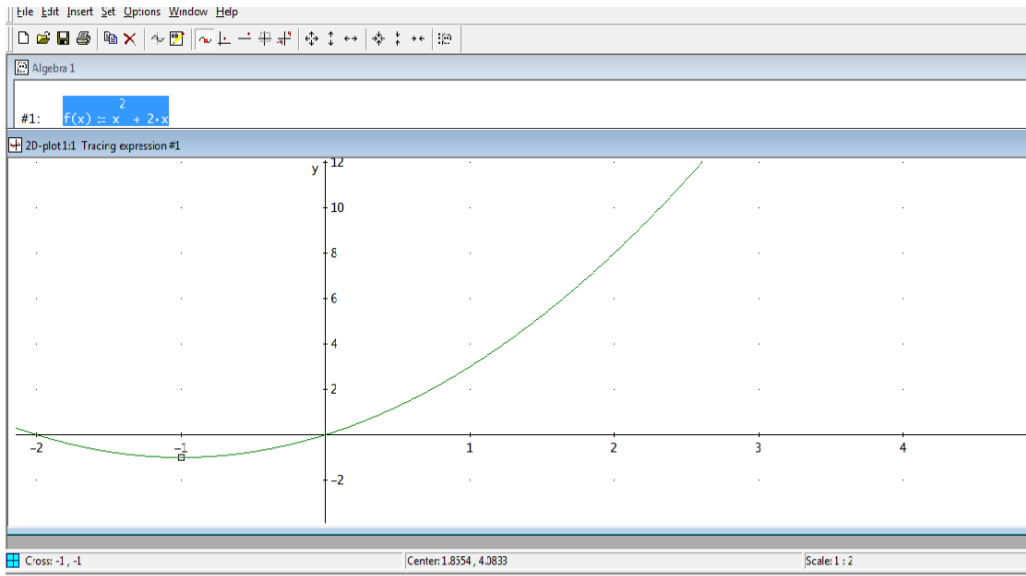 File Edit Insert Set Options Window Help
Algebra 1
2
#1: f(x) := x + 2·x
2D-plot 1:1 Tracing expression #1
y 12
10
8
6
4
2
-2 -1 1 2 3 4
-2
Cross: -1, -1 Center: 1.8554, 4.0833 Scale: 1 : 2